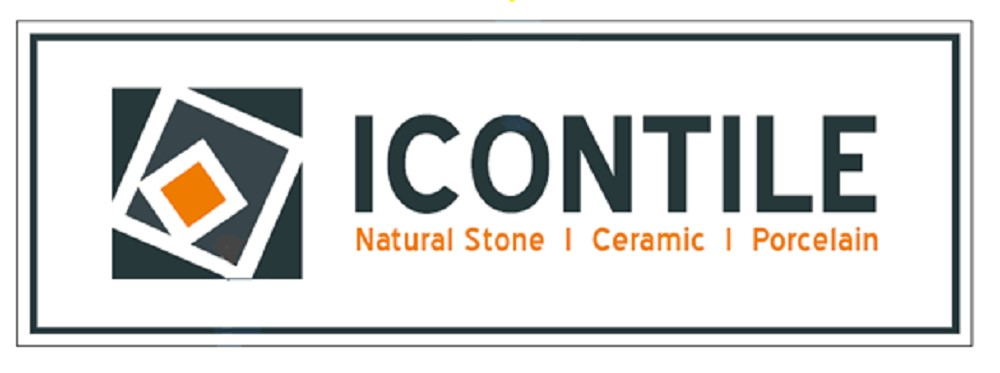 ICONTILE
Natural Stone | Ceramic | Porcelain